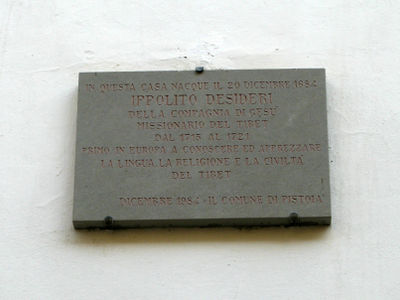 IN QUESTA CASA NACQUE IL 20 DICEMBRE 1684
IPPOLITO DESIDERI
DELLA COMPAGNIA DI GESU'
MISSIONARIO DEL TIBET
DAL 1715 AL 1721
PRIMO IN EUROPA A CONOSCERE ED APPREZZARE
LA LINGUA, LA RELIGIONE E LA CIVILTA'
DEL TIBET
DICEMBRE 1984 - IL COMUNE DI PISTOIA